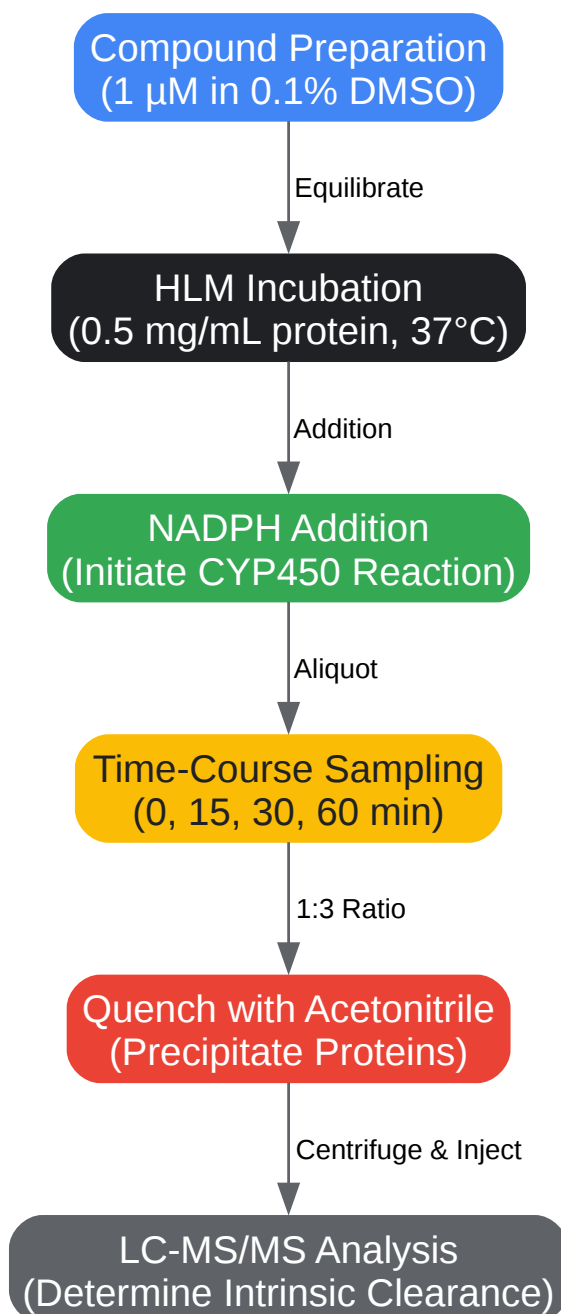 Compound Preparation
(1 µM in 0.1% DMSO)
Equilibrate
HLM Incubation
(0.5 mg/mL protein, 37°C)
Addition
NADPH Addition
(Initiate CYP450 Reaction)
Aliquot
Time-Course Sampling
(0, 15, 30, 60 min)
1:3 Ratio
Quench with Acetonitrile
(Precipitate Proteins)
Centrifuge & Inject
LC-MS/MS Analysis
(Determine Intrinsic Clearance)